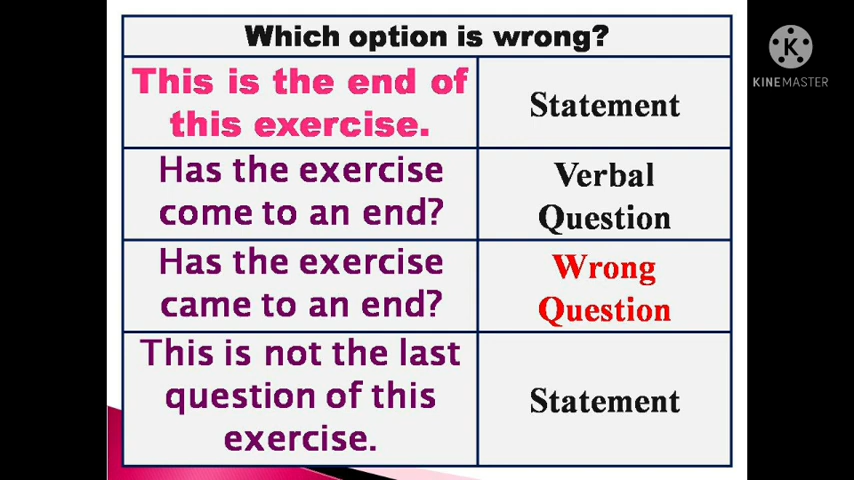 Which option is wrong?
This is the end of
this exercise.
Statement
Has the exercise
come to an end?
Verbal
Question
Has the exercise
came to an end?
Wrong
Question
This is not the last
question of this
exercise.
Statement
K
KINEMASTER